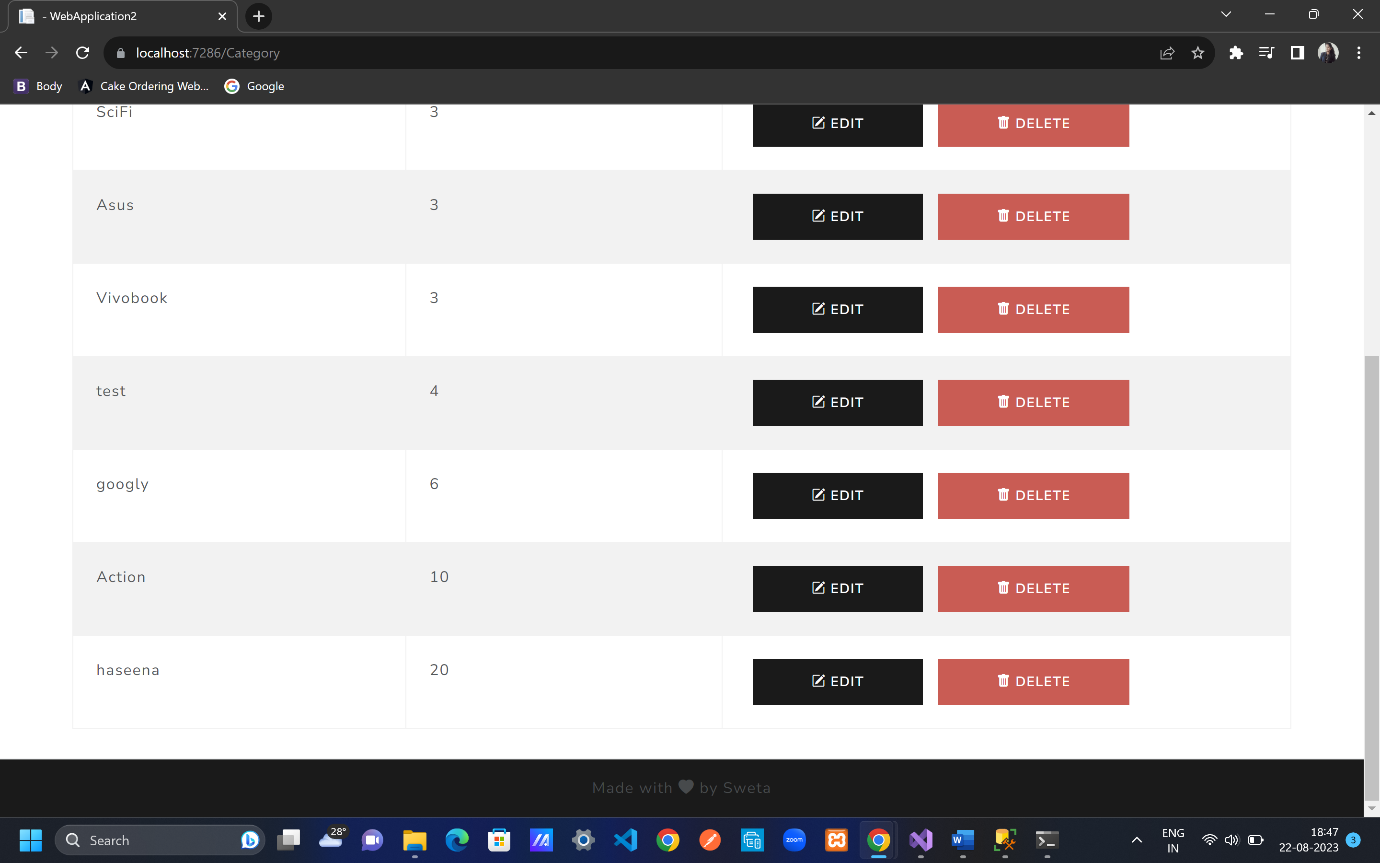 - WebApplication2
localhost:7286/Category
B Body
A Cake Ordering Web...
G Google
SciFi 3 EDIT DELETE
Asus 3 EDIT DELETE
Vivobook 3 EDIT DELETE
test 4 EDIT DELETE
googly 6 EDIT DELETE
Action 10 EDIT DELETE
haseena 20 EDIT DELETE
Made with ♥ by Sweta
Search
28°
zoom
ENG
IN
18:47
22-08-2023
3